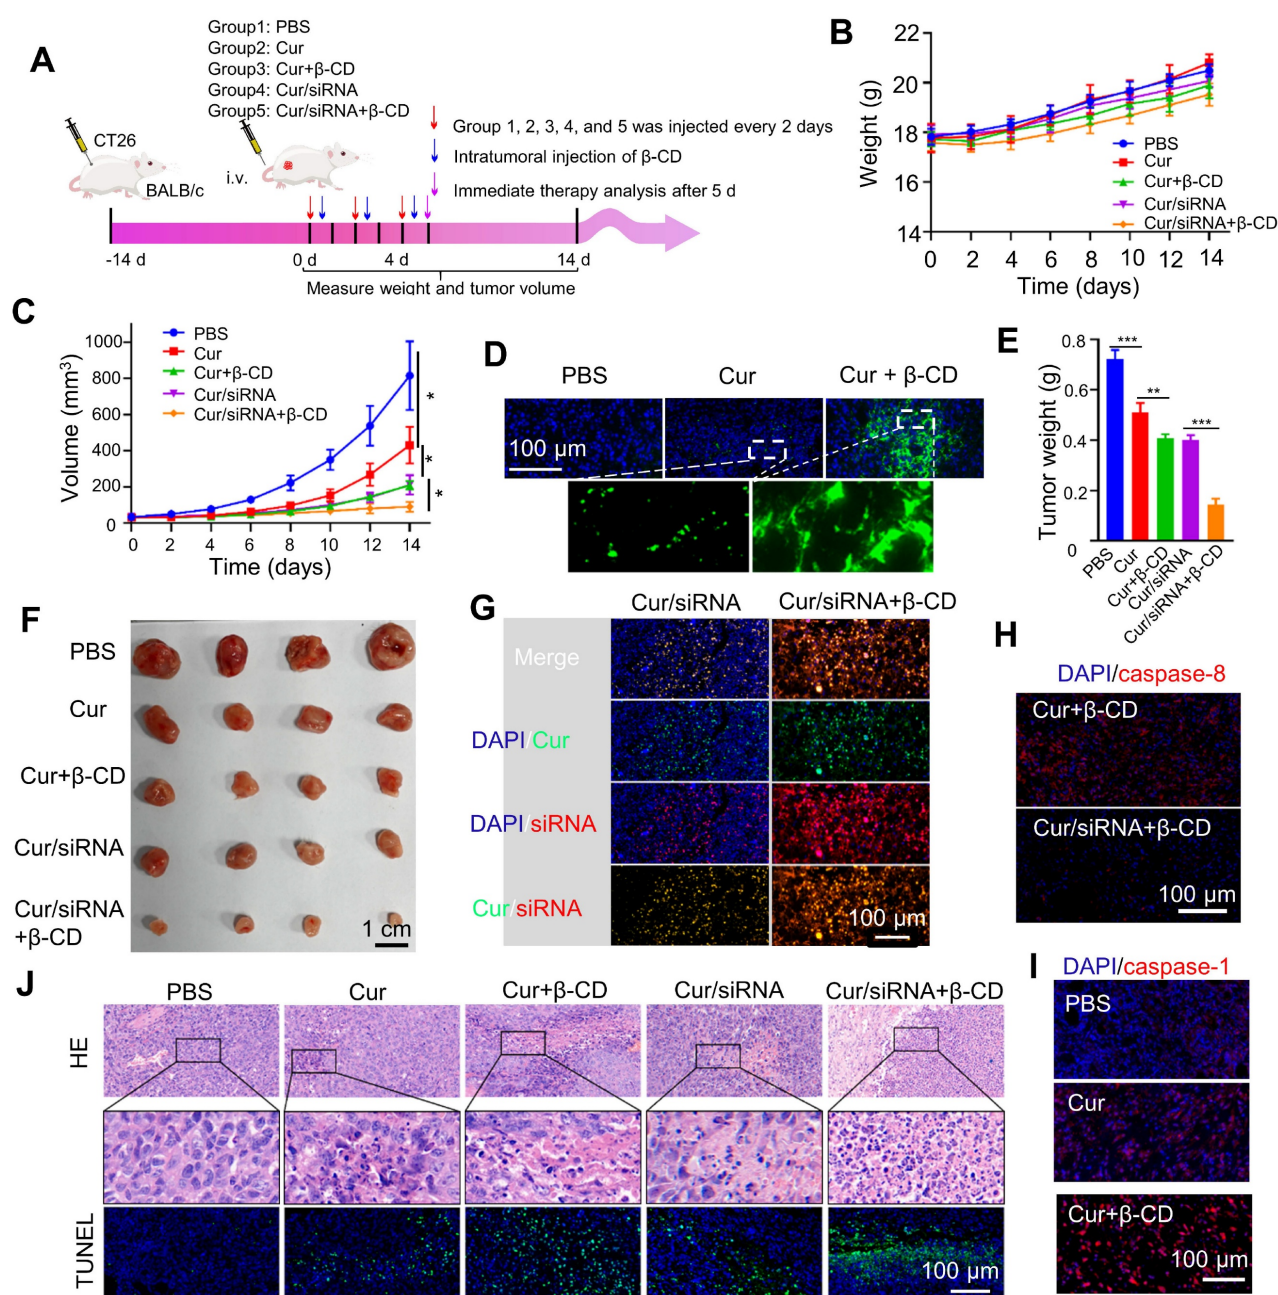 A
Group1: PBS
Group2: Cur
Group3: Cur+β-CD
Group4: Cur/siRNA
Group5: Cur/siRNA+β-CD
CT26
BALB/c
i.v.
Group 1, 2, 3, 4, and 5 was injected every 2 days
Intratumoral injection of β-CD
Immediate therapy analysis after 5 d
-14 d
0 d
4 d
14 d
Measure weight and tumor volume
B
Weight (g)
22
20
18
16
14
PBS
Cur
Cur+β-CD
Cur/siRNA
Cur/siRNA+β-CD
0 2 4 6 8 10 12 14
Time (days)
C
Volume (mm³)
1000
800
600
400
200
0
PBS
Cur
Cur+β-CD
Cur/siRNA
Cur/siRNA+β-CD
*
*
*
0 2 4 6 8 10 12 14
Time (days)
D
PBS Cur Cur + β-CD
100 μm
E
Tumor weight (g)
0.8
0.6
0.4
0.2
0
***
**
***
PBS
Cur
Cur+β-CD
Cur/siRNA
Cur/siRNA+β-CD
F
PBS
Cur
Cur+β-CD
Cur/siRNA
Cur/siRNA
+β-CD
1 cm
G
Cur/siRNA Cur/siRNA+β-CD
Merge
DAPI/Cur
DAPI/siRNA
Cur/siRNA
100 μm
H
DAPI/caspase-8
Cur+β-CD
Cur/siRNA+β-CD
100 μm
I
DAPI/caspase-1
PBS
Cur
Cur+β-CD
100 μm
J
PBS Cur Cur+β-CD Cur/siRNA Cur/siRNA+β-CD
HE
TUNEL
100 μm